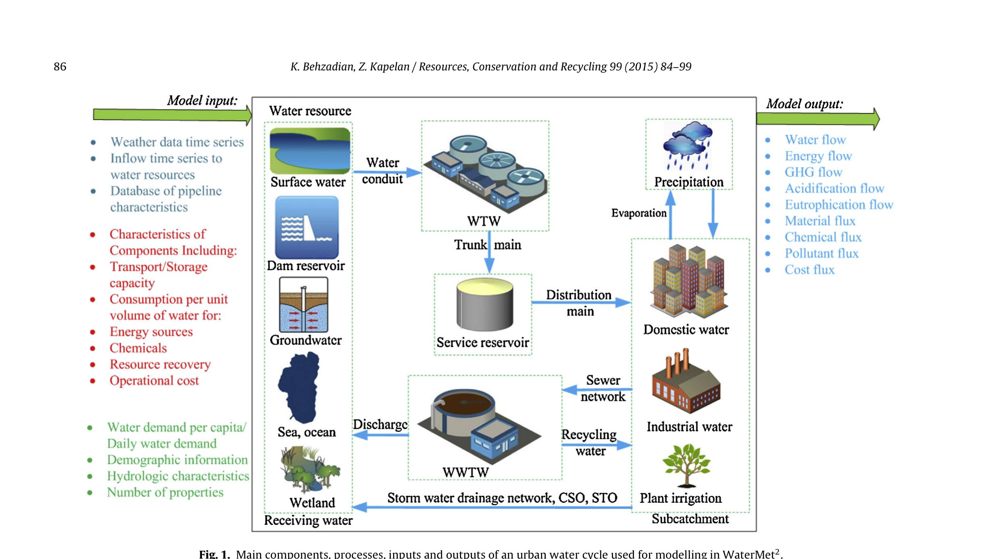 86
K. Behzadian, Z. Kapelan / Resources, Conservation and Recycling 99 (2015) 84–99
Model input:
Weather data time series
Inflow time series to
water resources
Database of pipeline
characteristics
Characteristics of
Components Including:
Transport/Storage
capacity
Consumption per unit
volume of water for:
Energy sources
Chemicals
Resource recovery
Operational cost
Water demand per capita/
Daily water demand
Demographic information
Hydrologic characteristics
Number of properties
Water resource
Surface water
Dam reservoir
Groundwater
Sea, ocean
Wetland
Receiving water
Water
conduit
WTW
Trunk main
Service reservoir
Distribution
main
Precipitation
Evaporation
Domestic water
Industrial water
Plant irrigation
Subcatchment
Sewer
network
Recycling
water
WWTW
Discharge
Storm water drainage network, CSO, STO
Model output:
Water flow
Energy flow
GHG flow
Acidification flow
Eutrophication flow
Material flux
Chemical flux
Pollutant flux
Cost flux
Fig. 1. Main components, processes, inputs and outputs of an urban water cycle used for modelling in WaterMet².